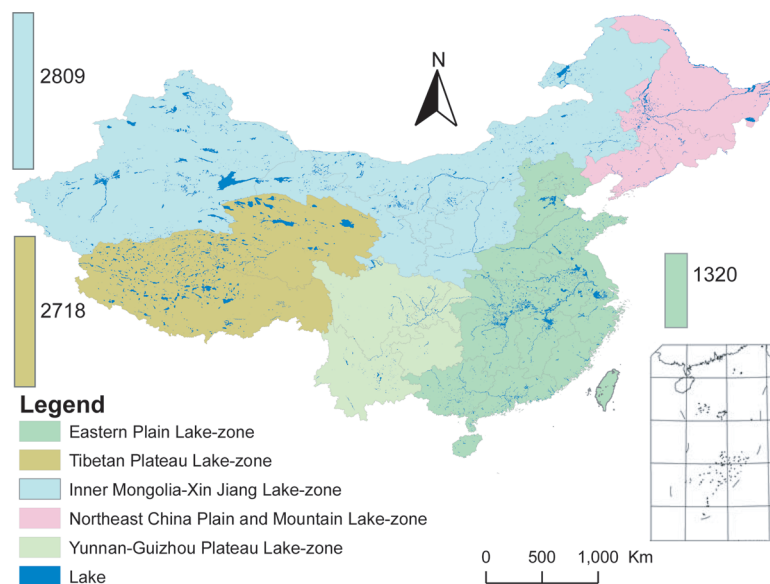 2809
N
2718
1320
Legend
Eastern Plain Lake-zone
Tibetan Plateau Lake-zone
Inner Mongolia-Xin Jiang Lake-zone
Northeast China Plain and Mountain Lake-zone
Yunnan-Guizhou Plateau Lake-zone
Lake
0 500 1,000 Km